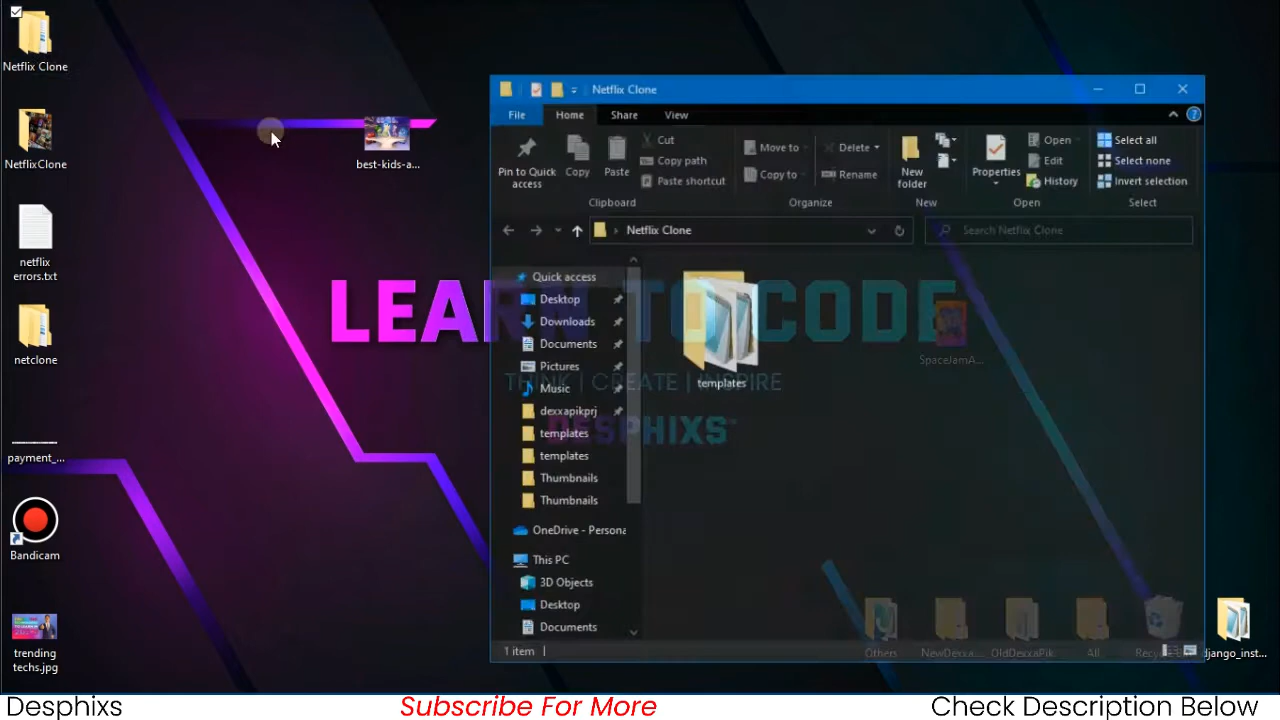 Netflix Clone
NetflixClone
netflix
errors.txt
netclone
payment_...
Bandicam
trending
techs.jpg
best-kids-a...
LEARN TO CODE
THINK | CREATE | INSPIRE
DESPHIXS
Netflix Clone
File
Home
Share
View
Pin to Quick
access
Copy
Paste
Cut
Copy path
Paste shortcut
Clipboard
Move to
Copy to
Delete
Rename
Organize
New
folder
New
Properties
Open
Edit
History
Open
Select all
Select none
Invert selection
Select
Netflix Clone
Search Netflix Clone
Quick access
Desktop
Downloads
Documents
Pictures
Music
dexxapikprj
templates
templates
Thumbnails
Thumbnails
OneDrive - Persona
This PC
3D Objects
Desktop
Documents
templates
SpaceJamA...
1 item
Others
NewDexxa...
OldDexxaPik...
All
django_inst...
Desphixs
Subscribe For More
Check Description Below